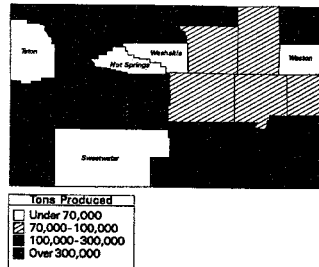 Teton
Washakie
Hot Springs
Weston
Sweetwater
Tons Produced
Under 70,000
70,000-100,000
100,000-300,000
Over 300,000